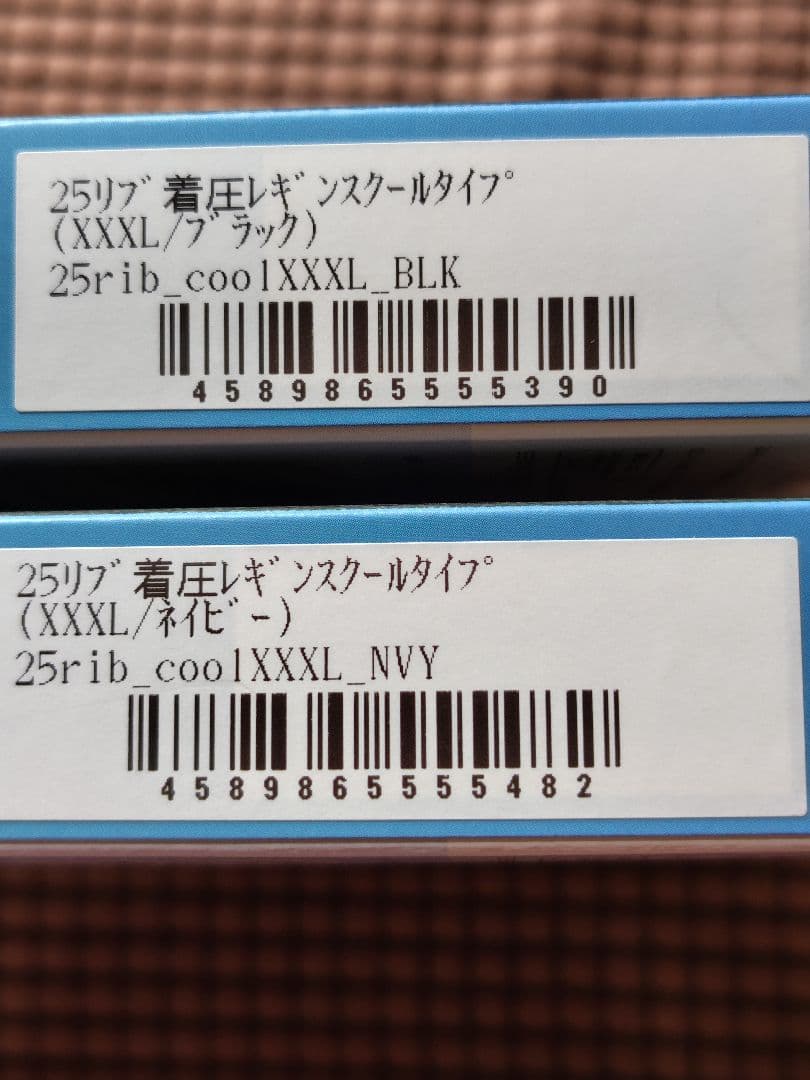 25リブ着圧レギンスクールタイプ
(XXXL/ブラック)
25rib_coolXXXL_BLK
4589865555390
25リブ着圧レギンスクールタイプ
(XXXL/ネイビー)
25rib_coolXXXL_NVY
4589865555482